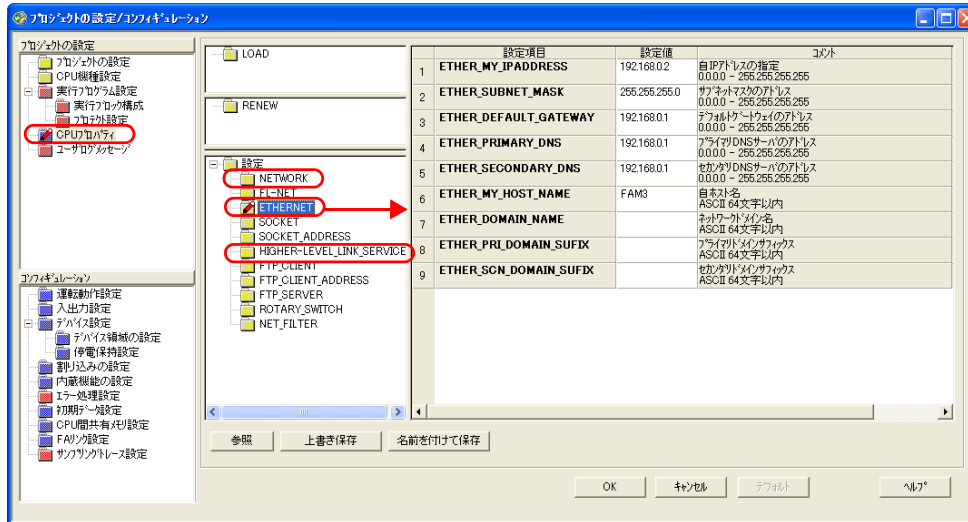 プロジェクトの設定/コンフィギュレーション
プロジェクトの設定
プロジェクトの設定
CPU機種設定
実行プログラム設定
実行ブロック構成
プロテクト設定
CPUプロパティ
ユーザログメッセージ
コンフィギュレーション
運転動作設定
入出力設定
デバイス設定
デバイス領域の設定
停電保持設定
割り込みの設定
内蔵機能の設定
エラー処理設定
初期データ設定
CPU間共有メモリ設定
FAリンク設定
サンプリングトレース設定
LOAD
RENEW
設定
NETWORK
FL-NET
ETHERNET
SOCKET
SOCKET_ADDRESS
HIGHER-LEVEL_LINK_SERVICE
FTP_CLIENT
FTP_CLIENT_ADDRESS
FTP_SERVER
ROTARY_SWITCH
NET_FILTER
設定項目 設定値 コメント
1 ETHER_MY_IPADDRESS 192.168.0.2 自IPアドレスの指定
0.0.0.0 - 255.255.255.255
2 ETHER_SUBNET_MASK 255.255.255.0 サブネットマスクのアドレス
0.0.0.0 - 255.255.255.255
3 ETHER_DEFAULT_GATEWAY 192.168.0.1 デフォルトゲートウェイのアドレス
0.0.0.0 - 255.255.255.255
4 ETHER_PRIMARY_DNS 192.168.0.1 プライマリDNSサーバのアドレス
0.0.0.0 - 255.255.255.255
5 ETHER_SECONDARY_DNS 192.168.0.1 セカンダリDNSサーバのアドレス
0.0.0.0 - 255.255.255.255
6 ETHER_MY_HOST_NAME FAM3 自ホスト名
ASCII 64文字以内
7 ETHER_DOMAIN_NAME ネットワークドメイン名
ASCII 64文字以内
8 ETHER_PRI_DOMAIN_SUFIX プライマリドメインサフィックス
ASCII 64文字以内
9 ETHER_SCN_DOMAIN_SUFIX セカンダリドメインサフィックス
ASCII 64文字以内
参照 上書き保存 名前を付けて保存
OK キャンセル デフォルト ヘルプ